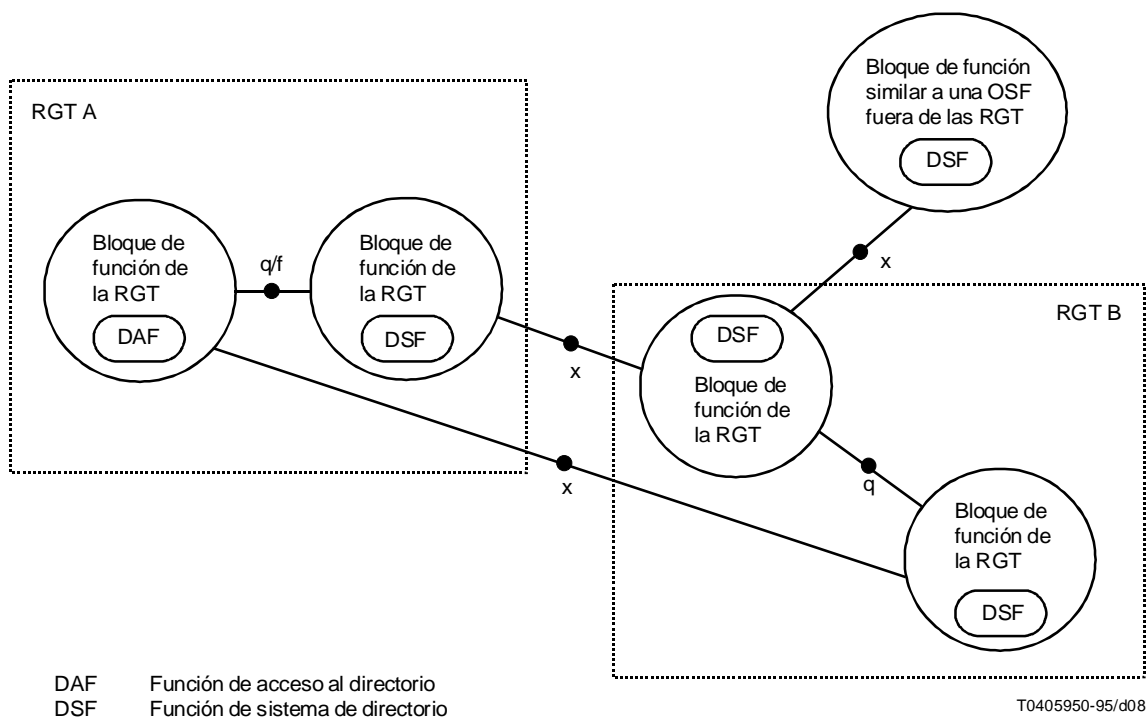 Bloque de función
similar a una OSF
fuera de las RGT
DSF
RGT A
Bloque de
función de
la RGT
DAF
q/f
Bloque de
función de
la RGT
DSF
x
x
x
RGT B
DSF
Bloque de
función de
la RGT
q
Bloque de
función de
la RGT
DSF
DAF Función de acceso al directorio
DSF Función de sistema de directorio
T0405950-95/d08